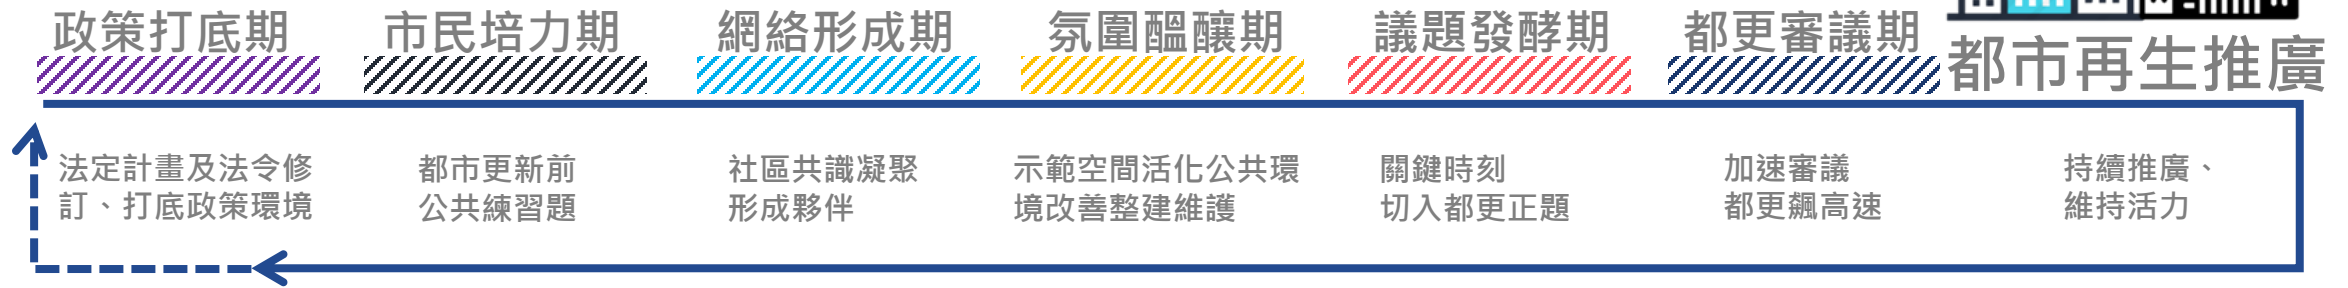 政策打底期
市民培力期
網絡形成期
氛圍醞釀期
議題發酵期
都更審議期
都市再生推廣
法定計畫及法令修
訂、打底政策環境
都市更新前
公共練習題
社區共識凝聚
形成夥伴
示範空間活化公共環
境改善整建維護
關鍵時刻
切入都更正題
加速審議
都更飆高速
持續推廣、
維持活力